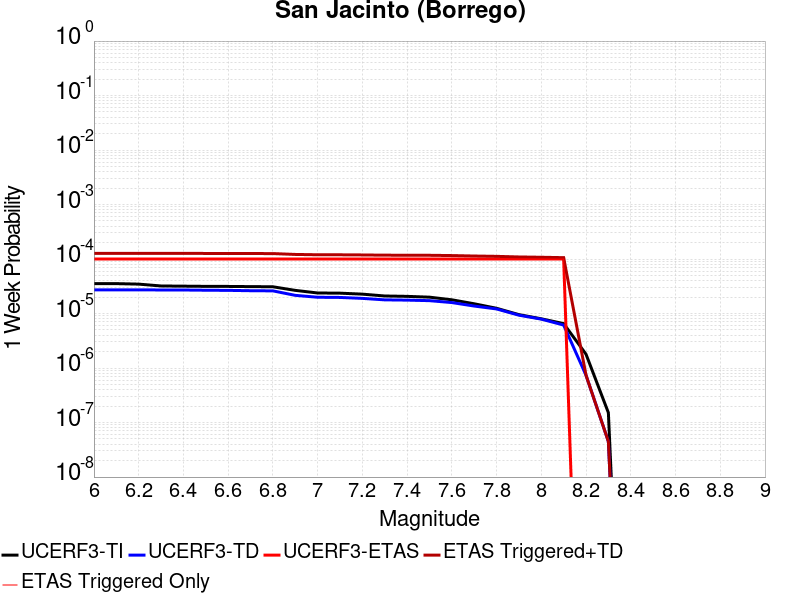 San Jacinto (Borrego)
10^0
10^-1
10^-2
10^-3
10^-4
10^-5
10^-6
10^-7
10^-8
1 Week Probability
6 6.2 6.4 6.6 6.8 7 7.2 7.4 7.6 7.8 8 8.2 8.4 8.6 8.8 9
Magnitude
UCERF3-TI UCERF3-TD UCERF3-ETAS ETAS Triggered+TD
ETAS Triggered Only